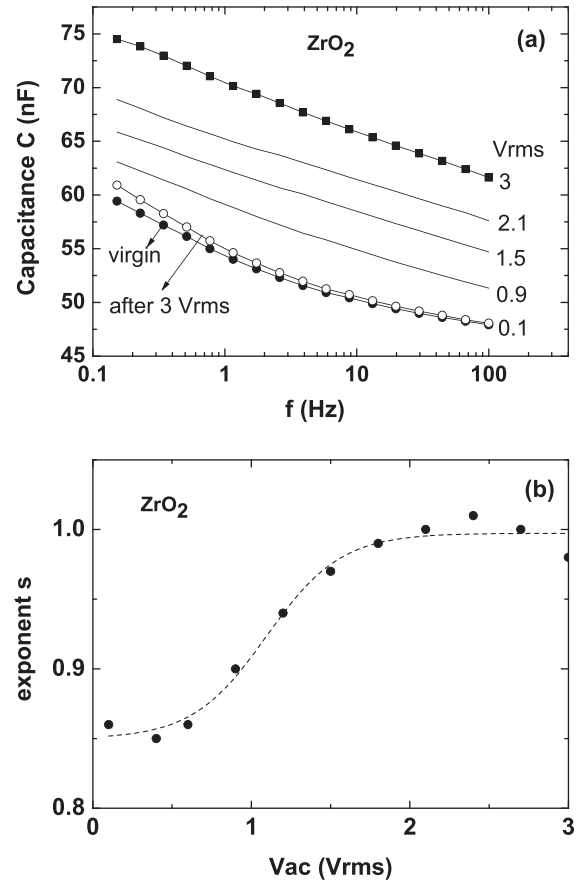 75
70
65
60
55
50
45
Capacitance C (nF)
ZrO2
(a)
Vrms
3
2.1
1.5
0.9
0.1
virgin
after 3 Vrms
0.1
1
10
100
f (Hz)
ZrO2
(b)
1.0
0.9
0.8
exponent s
0
1
2
3
Vac (Vrms)